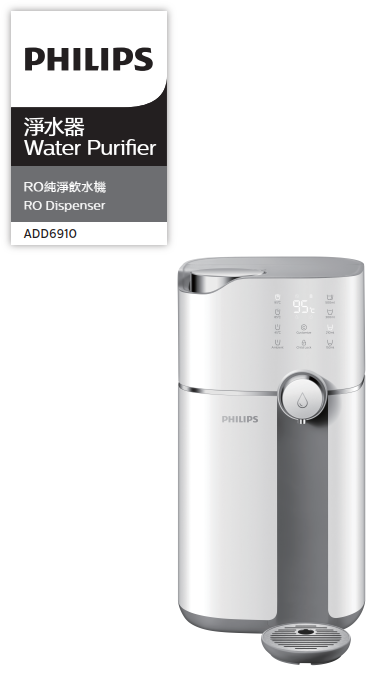 PHILIPS
淨水器
Water Purifier
RO純淨飲水機
RO Dispenser
ADD6910
95℃
PHILIPS